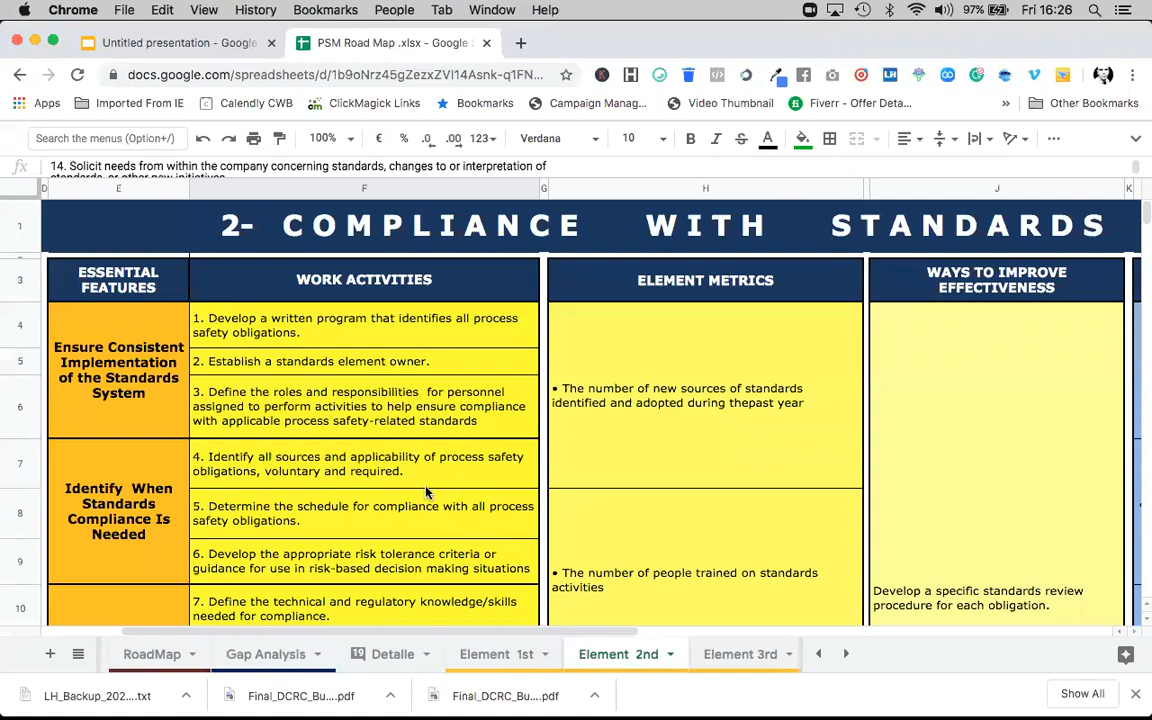 Chrome File Edit View History Bookmarks People Tab Window Help 97% Fri 16:26
Untitled presentation - Google PSM Road Map .xlsx - Google
docs.google.com/spreadsheets/d/1b9oNrz45gZezxZVl14Asnk-q1FN...
Apps Imported From IE Calendly CWB ClickMagick Links Bookmarks Campaign Manag... Video Thumbnail Fiverr - Offer Deta... » Other Bookmarks
Search the menus (Option+/) 100% € % .0 .00 123 Verdana 10 B I S A
fx 14. Solicit needs from within the company concerning standards, changes to or interpretation of
standards, or other new initiatives
D E F G H J K
1 2- COMPLIANCE WITH STANDARDS
3 ESSENTIAL
FEATURES
WORK ACTIVITIES
ELEMENT METRICS
WAYS TO IMPROVE
EFFECTIVENESS
Ensure Consistent
Implementation
of the Standards
System
4 1. Develop a written program that identifies all process
safety obligations.
5 2. Establish a standards element owner.
6 3. Define the roles and responsibilities for personnel
assigned to perform activities to help ensure compliance
with applicable process safety-related standards
• The number of new sources of standards
identified and adopted during thepast year
Identify When
Standards
Compliance Is
Needed
7 4. Identify all sources and applicability of process safety
obligations, voluntary and required.
8 5. Determine the schedule for compliance with all process
safety obligations.
9 6. Develop the appropriate risk tolerance criteria or
guidance for use in risk-based decision making situations
10 7. Define the technical and regulatory knowledge/skills
needed for compliance.
• The number of people trained on standards
activities
Develop a specific standards review
procedure for each obligation.
RoadMap Gap Analysis 19 Detalle Element 1st Element 2nd Element 3rd
LH_Backup_202....txt Final_DCRC_Bu....pdf Final_DCRC_Bu....pdf Show All